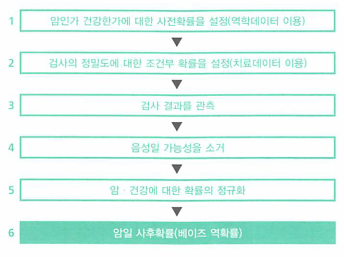 1 암인가 건강한가에 대한 사전확률을 설정(역학데이터 이용)
2 검사의 정밀도에 대한 조건부 확률을 설정(치료데이터 이용)
3 검사 결과를 관측
4 음성일 가능성을 소거
5 암 · 건강에 대한 확률의 정규화
6 암일 사후확률(베이즈 역확률)